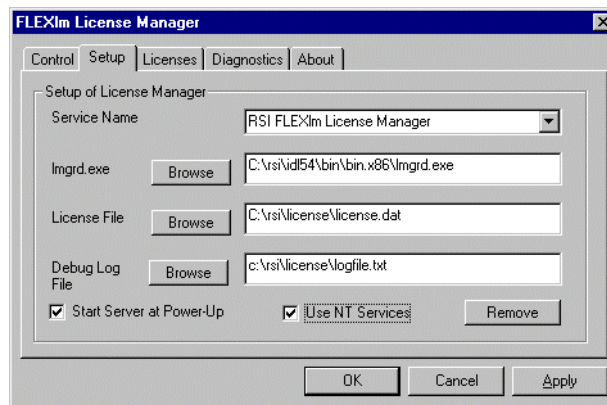 FLEXlm License Manager
Control Setup Licenses Diagnostics About
Setup of License Manager
Service Name RSI FLEXlm License Manager
lmgrd.exe Browse C:\rsi\idl54\bin\bin.x86\lmgrd.exe
License File Browse C:\rsi\license\license.dat
Debug Log File Browse c:\rsi\license\logfile.txt
Start Server at Power-Up Use NT Services Remove
OK Cancel Apply